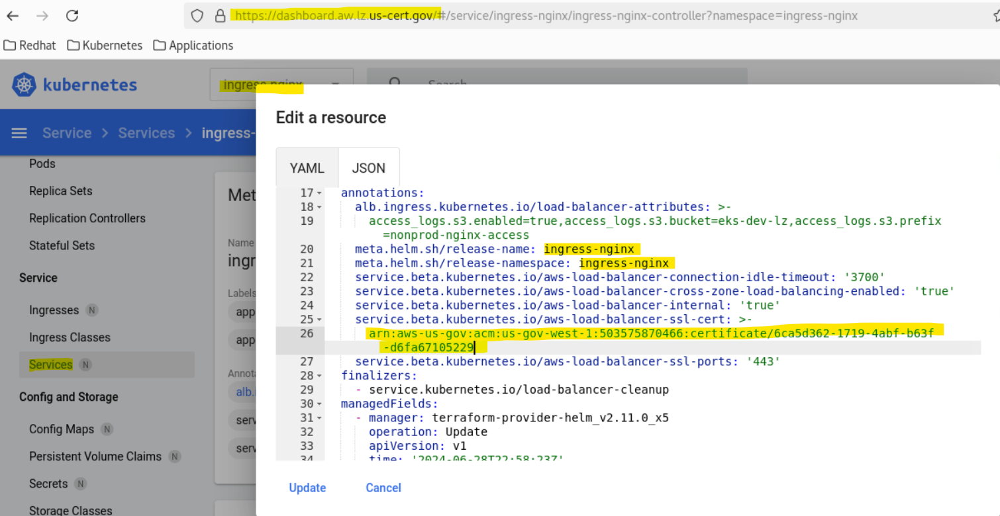 https://dashboard.aw.lz.us-cert.gov/#/service/ingress-nginx/ingress-nginx-controller?namespace=ingress-nginx
Redhat Kubernetes Applications
kubernetes
ingress-nginx
Search
Service > Services > ingress-
Pods
Replica Sets
Replication Controllers
Stateful Sets
Service
Ingresses N
Ingress Classes
Services N
Config and Storage
Config Maps N
Persistent Volume Claims N
Secrets N
Storage Classes
Met
Name
ingr
Labels
app
app
Annota
alb.i
serv
serv
Edit a resource
YAML JSON
17 annotations:
18 alb.ingress.kubernetes.io/load-balancer-attributes: >-
19 access_logs.s3.enabled=true,access_logs.s3.bucket=eks-dev-lz,access_logs.s3.prefix
=nonprod-nginx-access
20 meta.helm.sh/release-name: ingress-nginx
21 meta.helm.sh/release-namespace: ingress-nginx
22 service.beta.kubernetes.io/aws-load-balancer-connection-idle-timeout: '3700'
23 service.beta.kubernetes.io/aws-load-balancer-cross-zone-load-balancing-enabled: 'true'
24 service.beta.kubernetes.io/aws-load-balancer-internal: 'true'
25 service.beta.kubernetes.io/aws-load-balancer-ssl-cert: >-
26 arn:aws-us-gov:acm:us-gov-west-1:503575870466:certificate/6ca5d362-1719-4abf-b63f
-d6fa67105229
27 service.beta.kubernetes.io/aws-load-balancer-ssl-ports: '443'
28 finalizers:
29 - service.kubernetes.io/load-balancer-cleanup
30 managedFields:
31 - manager: terraform-provider-helm_v2.11.0_x5
32 operation: Update
33 apiVersion: v1
34 time: '2024-06-28T22:58:23Z'
Update Cancel